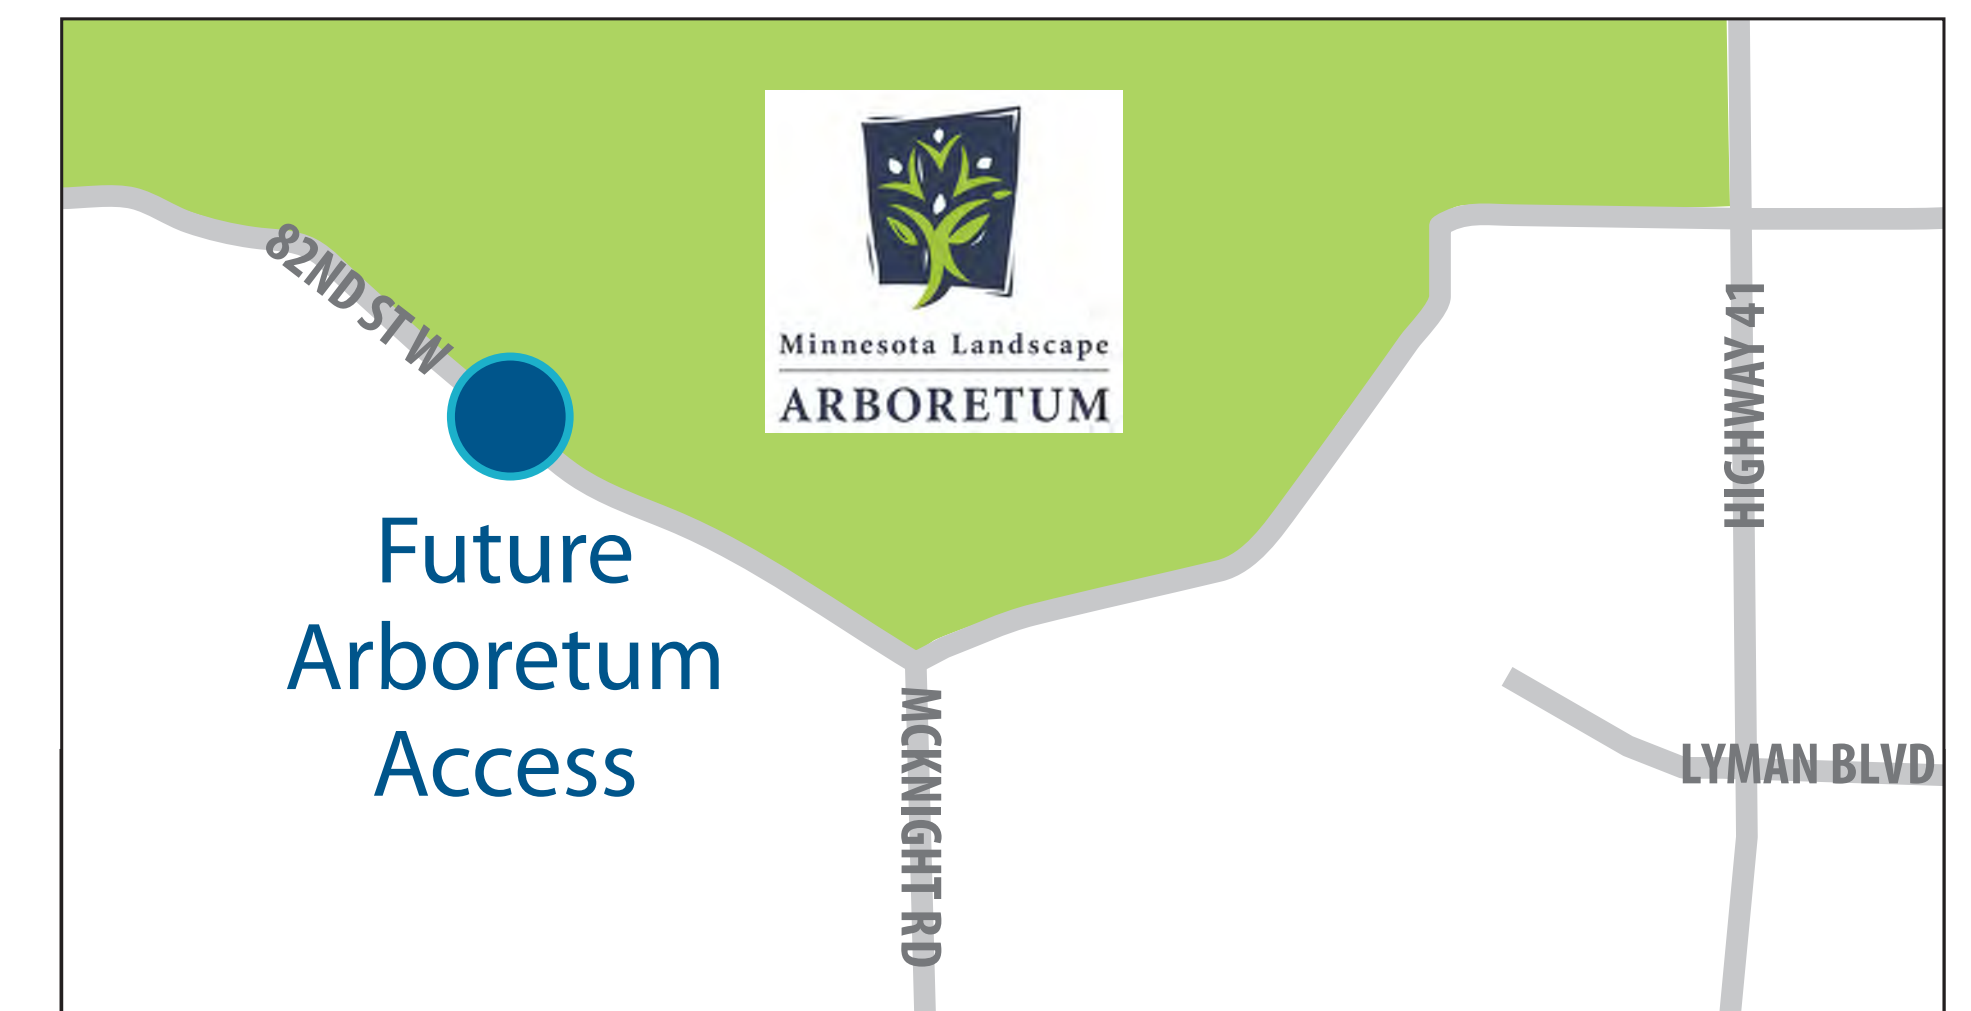 Minnesota Landscape
ARBORETUM
82ND ST W
HIGHWAY 41
Future
Arboretum
Access
MCKNIGHT RD
LYMAN BLVD